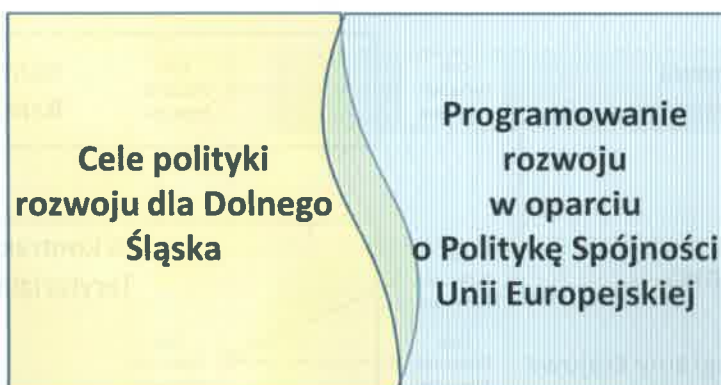 Cele polityki
rozwoju dla Dolnego
Śląska
Programowanie
rozwoju
w oparciu
o Politykę Spójności
Unii Europejskiej